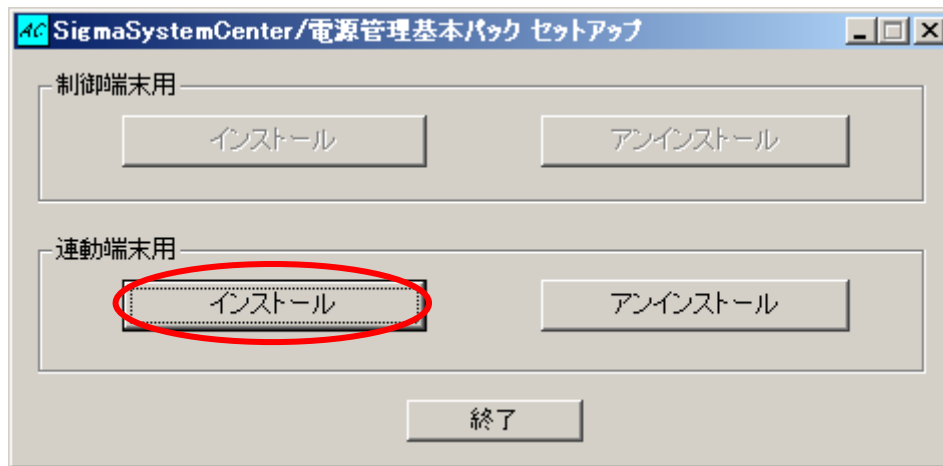 AC SigmaSystemCenter/電源管理基本パック セットアップ
制御端末用
インストール アンインストール
連動端末用
インストール アンインストール
終了